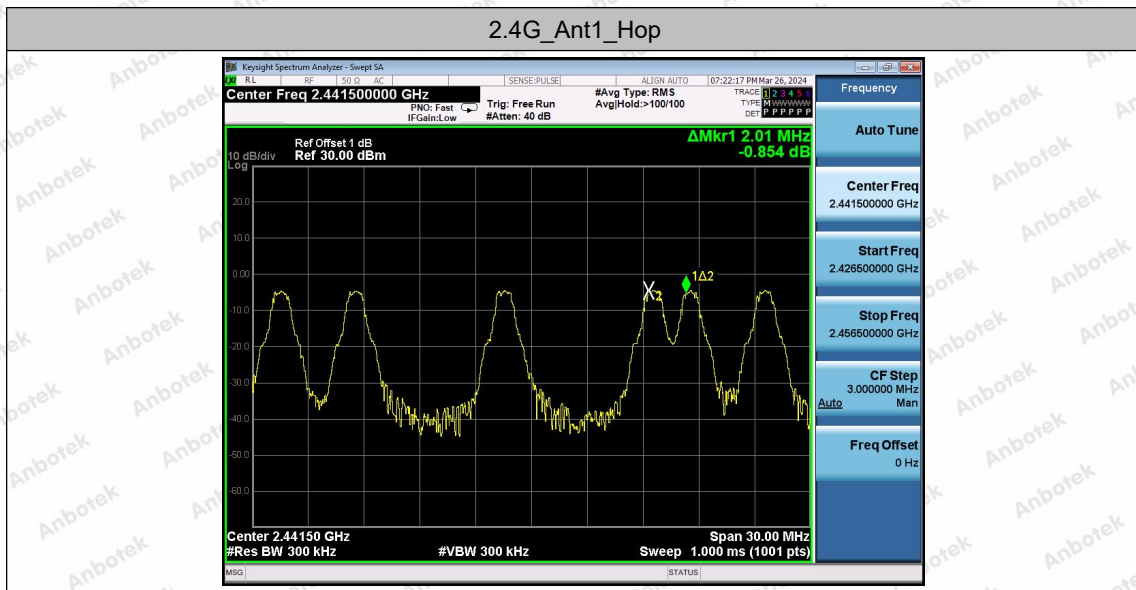 2.4G_Ant1_Hop
Keysight Spectrum Analyzer - Swept SA
RL RF 50 Ω AC SENSE:PULSE ALIGN AUTO 07:22:17 PM Mar 26, 2024
Center Freq 2.441500000 GHz
PNO: Fast
IFGain:Low
Trig: Free Run
#Atten: 40 dB
#Avg Type: RMS
Avg|Hold:>100/100
TRACE 1 2 3 4 5 6
TYPE M WWWWW
DET P P P P P P
Frequency
Auto Tune
Center Freq
2.441500000 GHz
Start Freq
2.426500000 GHz
Stop Freq
2.456500000 GHz
CF Step
3.000000 MHz
Auto Man
Freq Offset
0 Hz
ΔMkr1 2.01 MHz
-0.854 dB
Ref Offset 1 dB
10 dB/div Ref 30.00 dBm
Log
20.0
10.0
0.00
-10.0
-20.0
-30.0
-40.0
-50.0
-60.0
X2
1Δ2
Center 2.44150 GHz Span 30.00 MHz
#Res BW 300 kHz #VBW 300 kHz Sweep 1.000 ms (1001 pts)
MSG STATUS
Anbotek